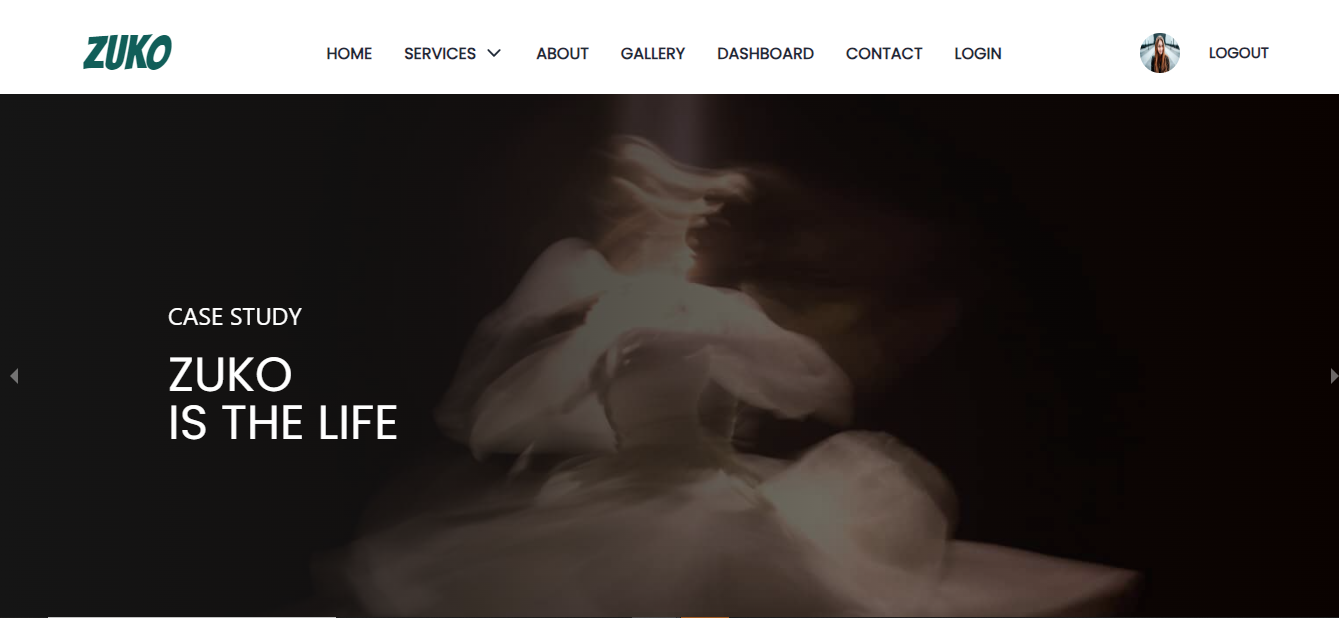 ZUKO
HOME SERVICES ABOUT GALLERY DASHBOARD CONTACT LOGIN LOGOUT
CASE STUDY
ZUKO
IS THE LIFE